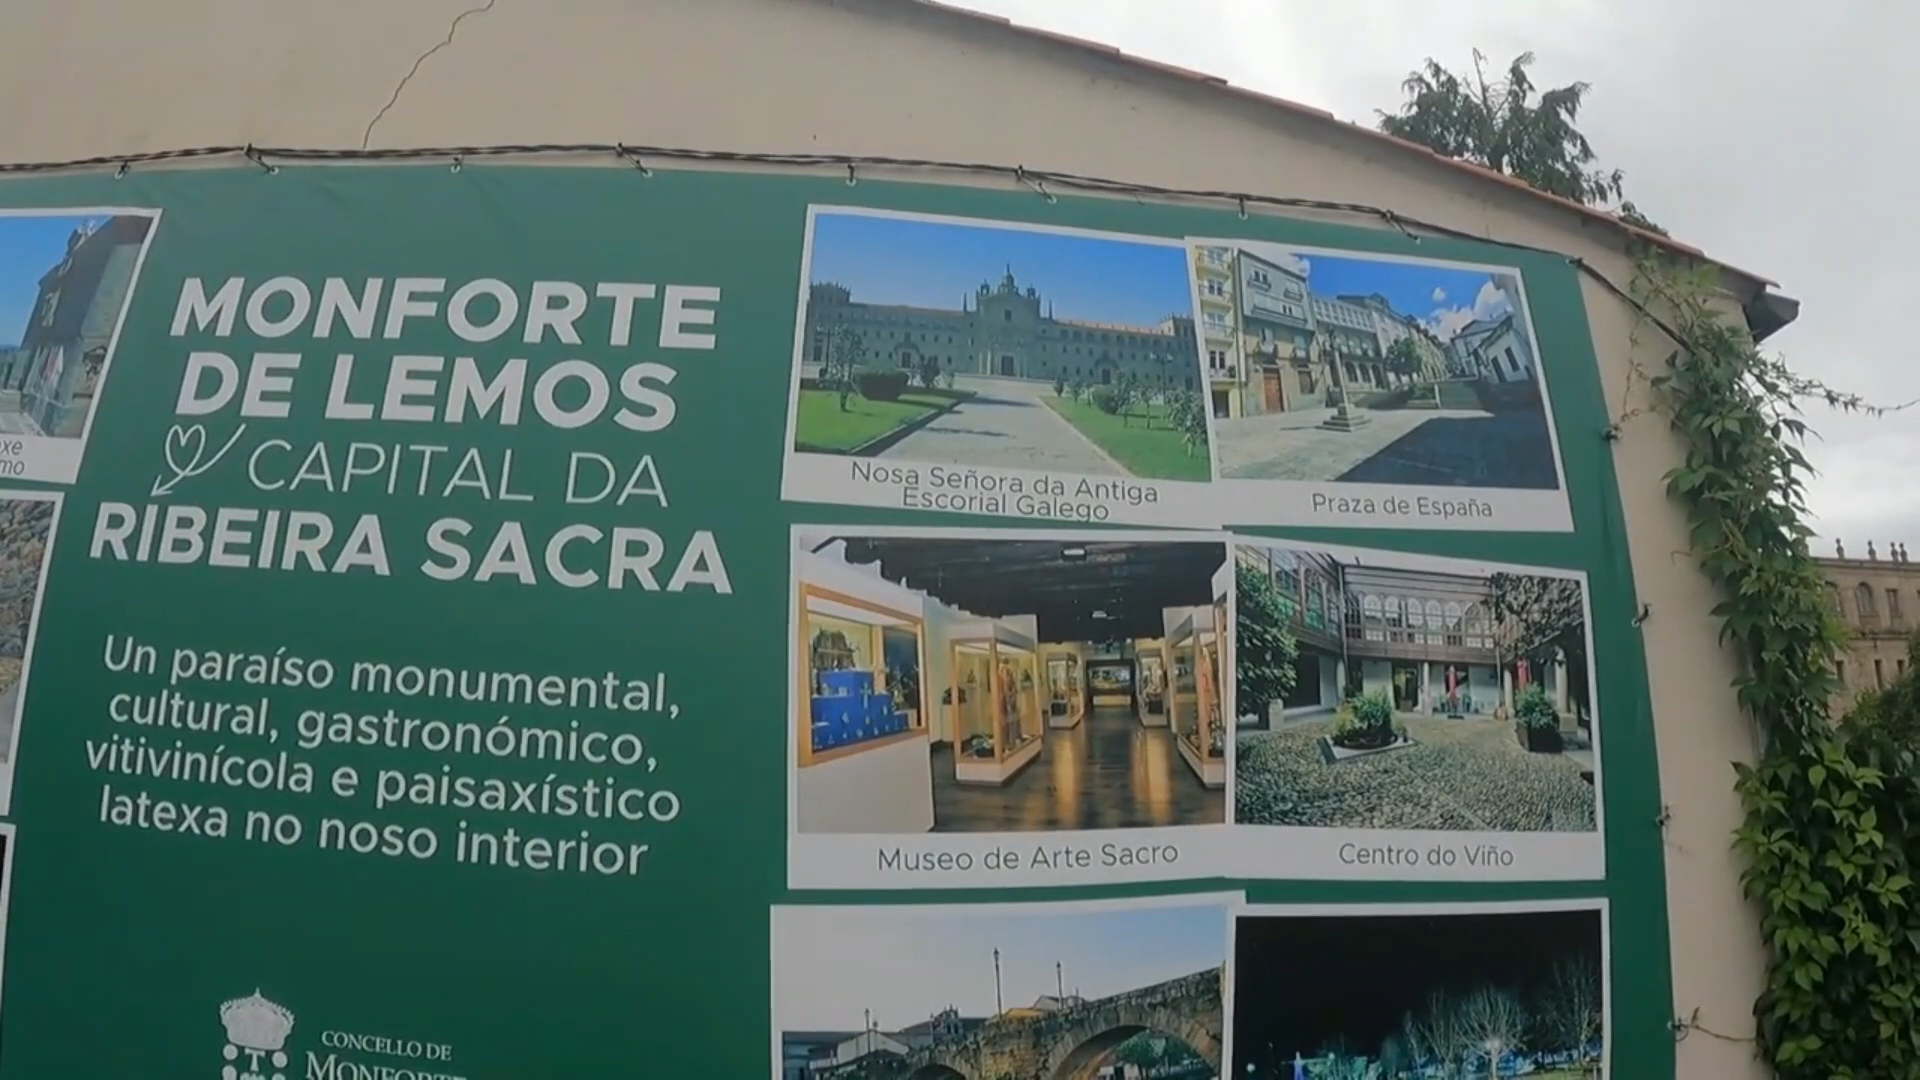 MONFORTE
DE LEMOS
CAPITAL DA
RIBEIRA SACRA
Un paraíso monumental,
cultural, gastronómico,
vitivinícola e paisaxístico
latexa no noso interior
CONCELLO DE
MONFORTE
Nosa Señora da Antiga
Escorial Galego
Praza de España
Museo de Arte Sacro
Centro do Viño